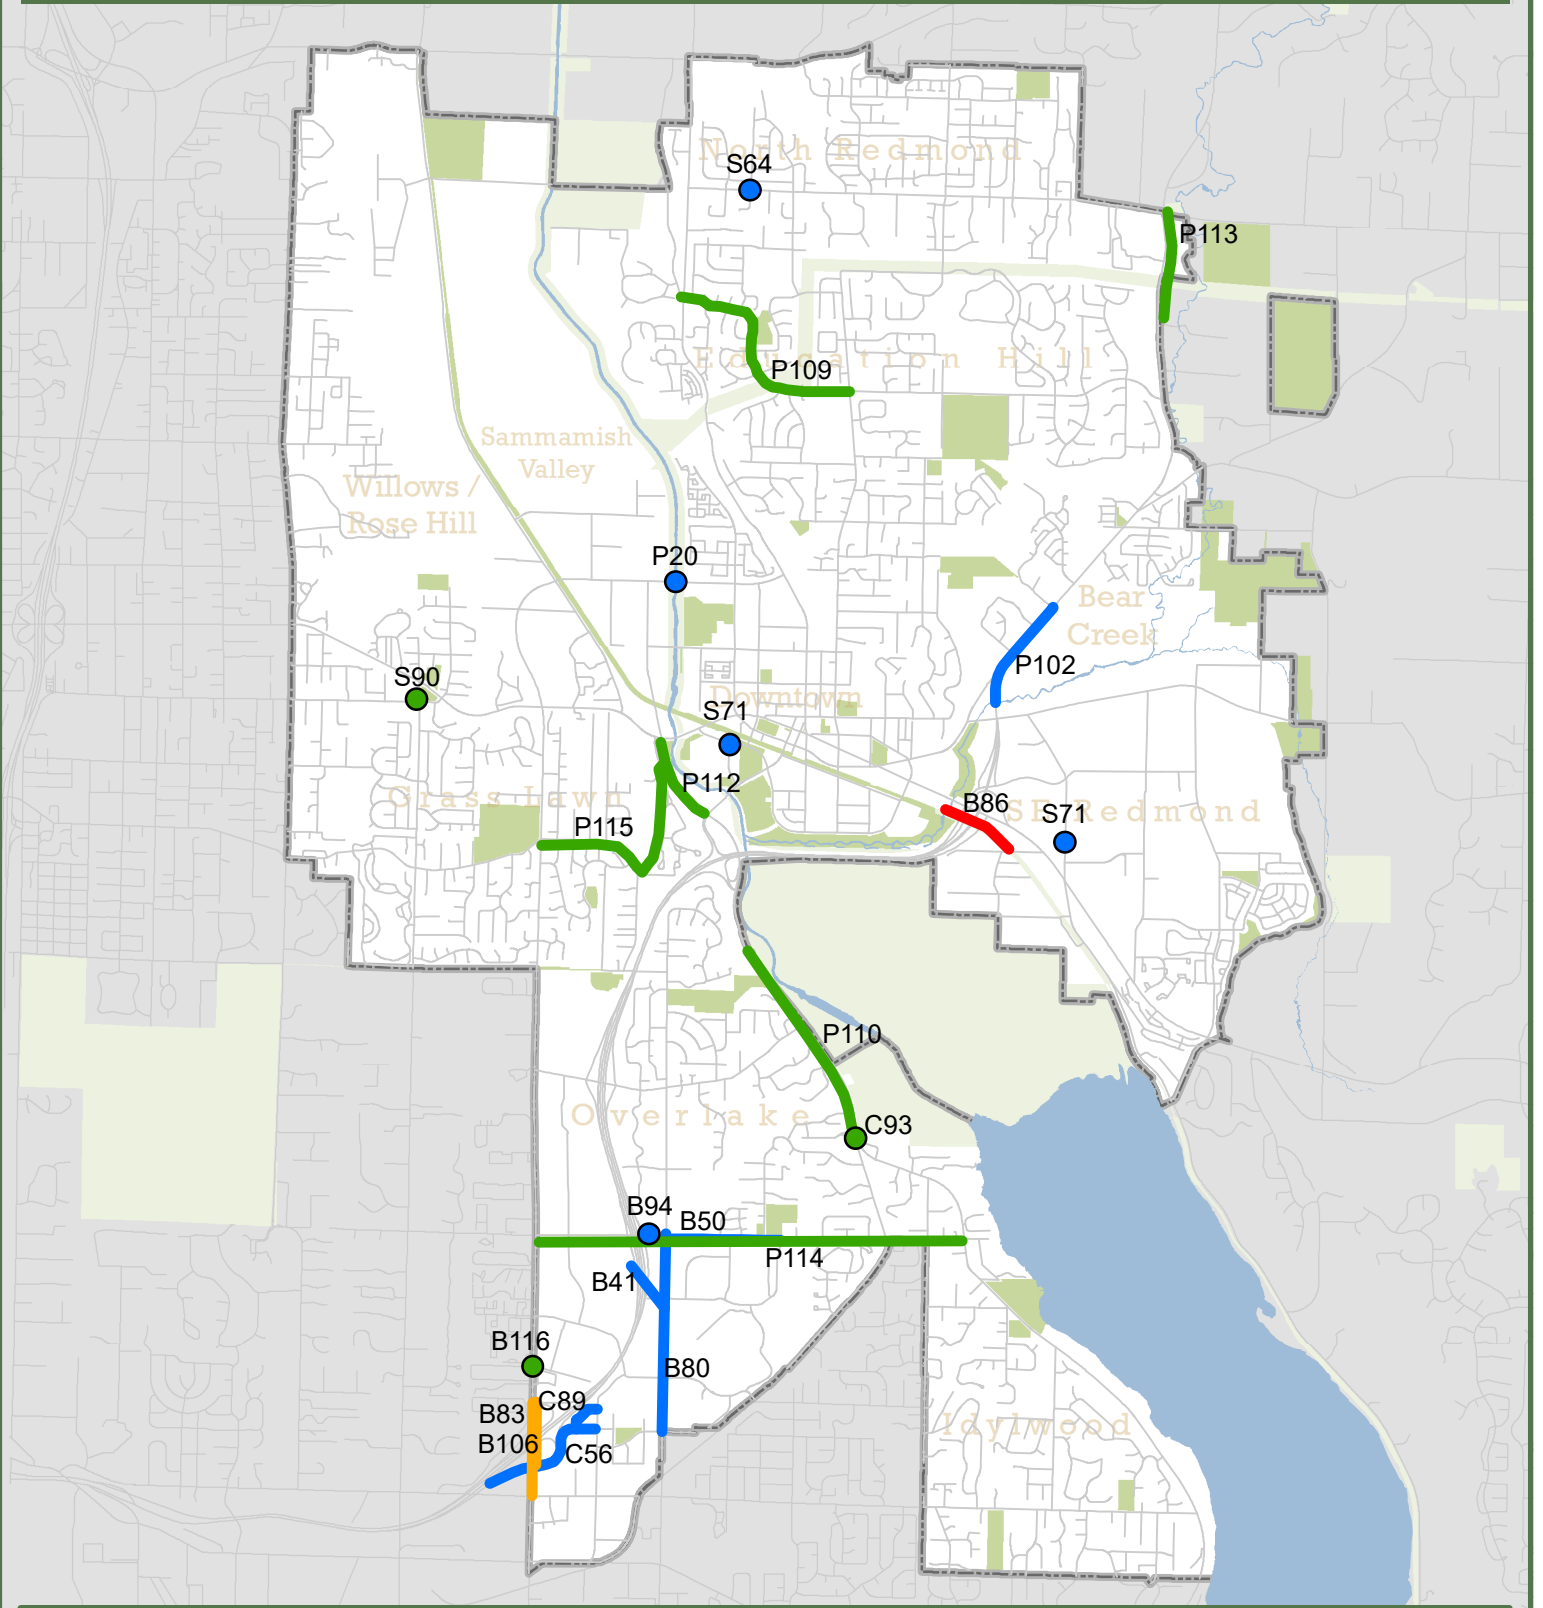 North Redmond
S64
P113
Education Hill
P109
Sammamish
Valley
Willows /
Rose Hill
P20
Bear
Creek
P102
S90
Downtown
S71
P112
Grass Lawn
B86
SE Redmond
S71
P115
P110
Overlake
C93
B94
B50
P114
B41
B116
B80
C89
B83
B106
C56
Idylwood